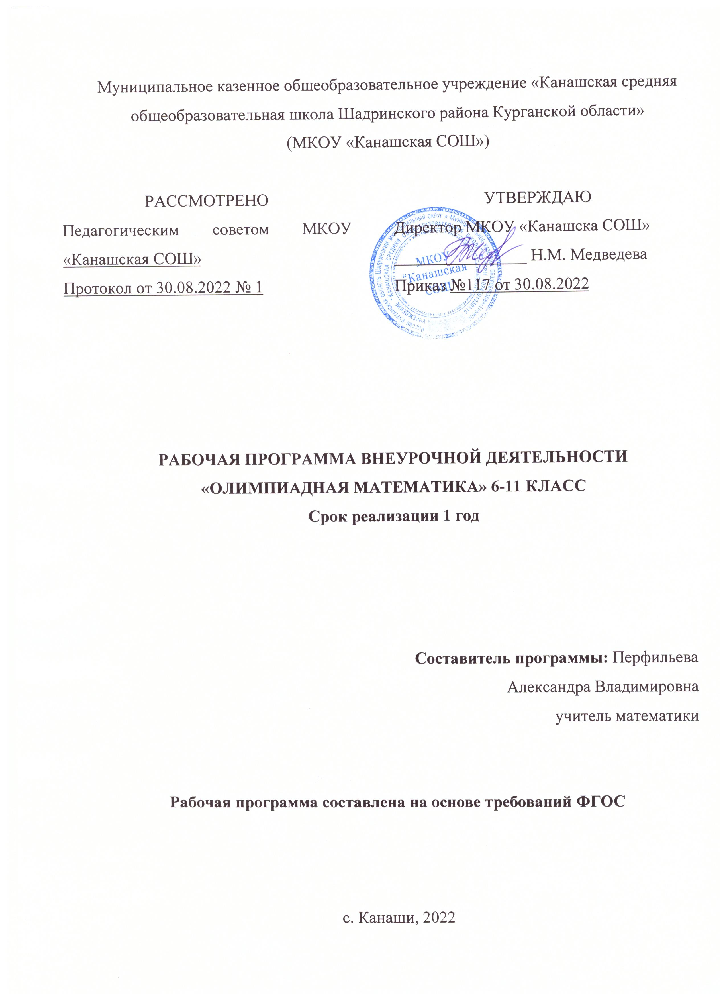 Муниципальное казенное общеобразовательное учреждение «Канашская средняя
общеобразовательная школа Шадринского района Курганской области»
(МКОУ «Канашская СОШ»)
РАССМОТРЕНО
Педагогическим советом МКОУ
«Канашская СОШ»
Протокол от 30.08.2022 № 1
УТВЕРЖДАЮ
Директор МКОУ «Канашска СОШ»
Н.М. Медведева
Приказ №117 от 30.08.2022
МКОУ
“Канашская
СОШ”
РАБОЧАЯ ПРОГРАММА ВНЕУРОЧНОЙ ДЕЯТЕЛЬНОСТИ
«ОЛИМПИАДНАЯ МАТЕМАТИКА» 6-11 КЛАСС
Срок реализации 1 год
Составитель программы: Перфильева
Александра Владимировна
учитель математики
Рабочая программа составлена на основе требований ФГОС
с. Канаши, 2022